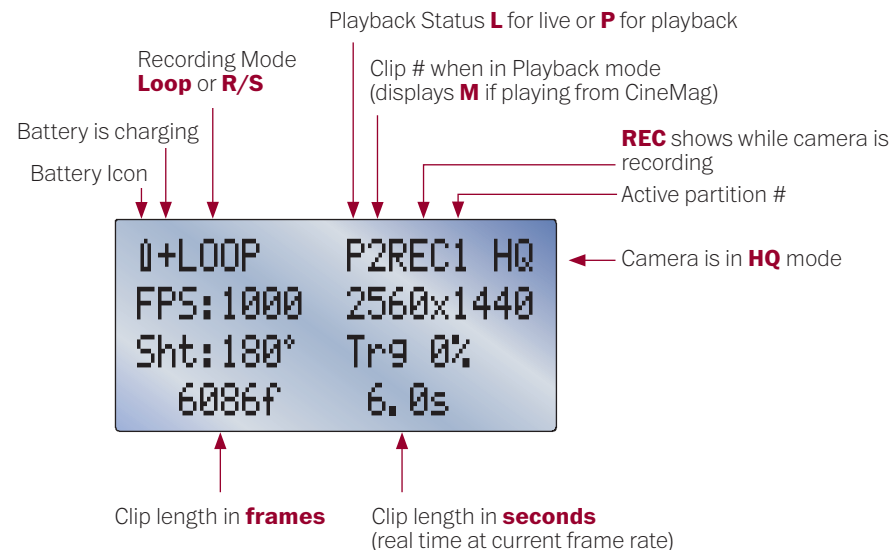 Playback Status L for live or P for playback
Recording Mode
Loop or R/S
Clip # when in Playback mode
(displays M if playing from CineMag)
Battery is charging
REC shows while camera is
recording
Battery Icon
Active partition #
+LOOP P2REC1 HQ
Camera is in HQ mode
FPS:1000 2560x1440
Sht:180° Trg 0%
6086f 6.0s
Clip length in frames
Clip length in seconds
(real time at current frame rate)